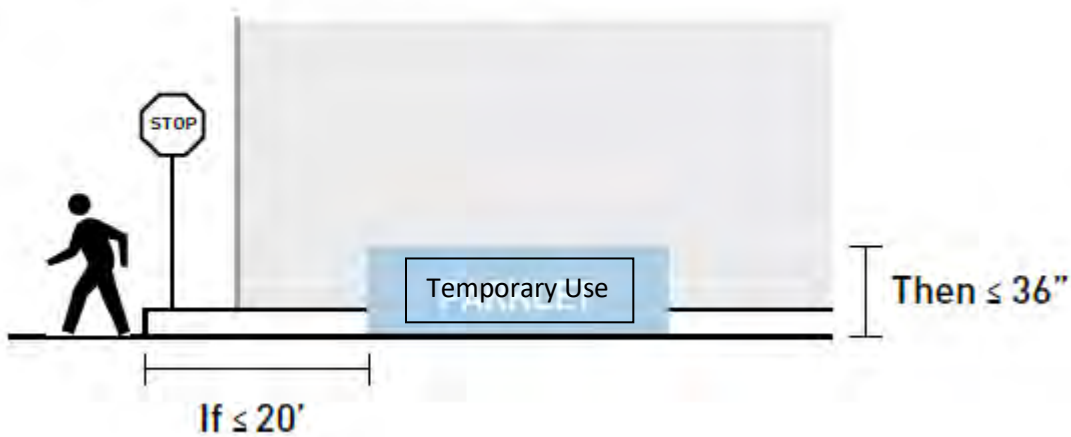 STOP
Temporary Use
Then ≤ 36”
If ≤ 20’